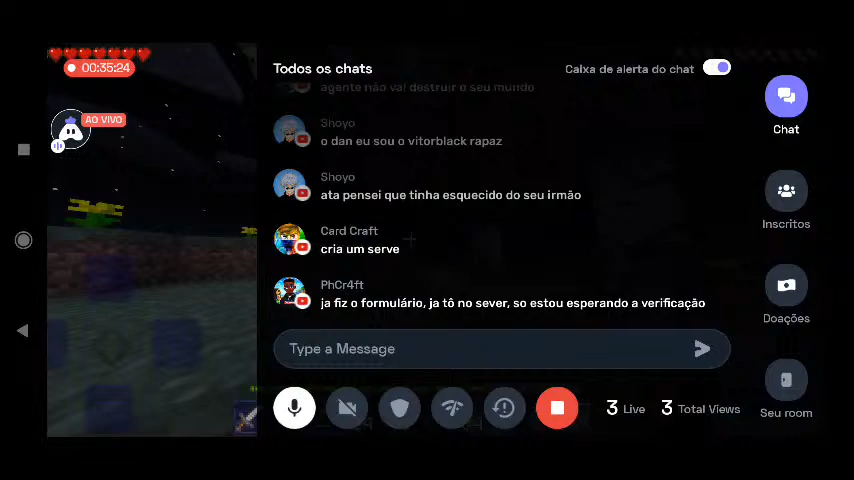 00:35:24
AO VIVO
Todos os chats
Caixa de alerta do chat
agente não vai destruir o seu mundo
Shoyo
o dan eu sou o vitorblack rapaz
Shoyo
ata pensei que tinha esquecido do seu irmão
Card Craft
cria um serve
PhCr4ft
ja fiz o formulário, ja tô no sever, so estou esperando a verificação
Type a Message
3 Live
3 Total Views
Chat
Inscritos
Doações
Seu room